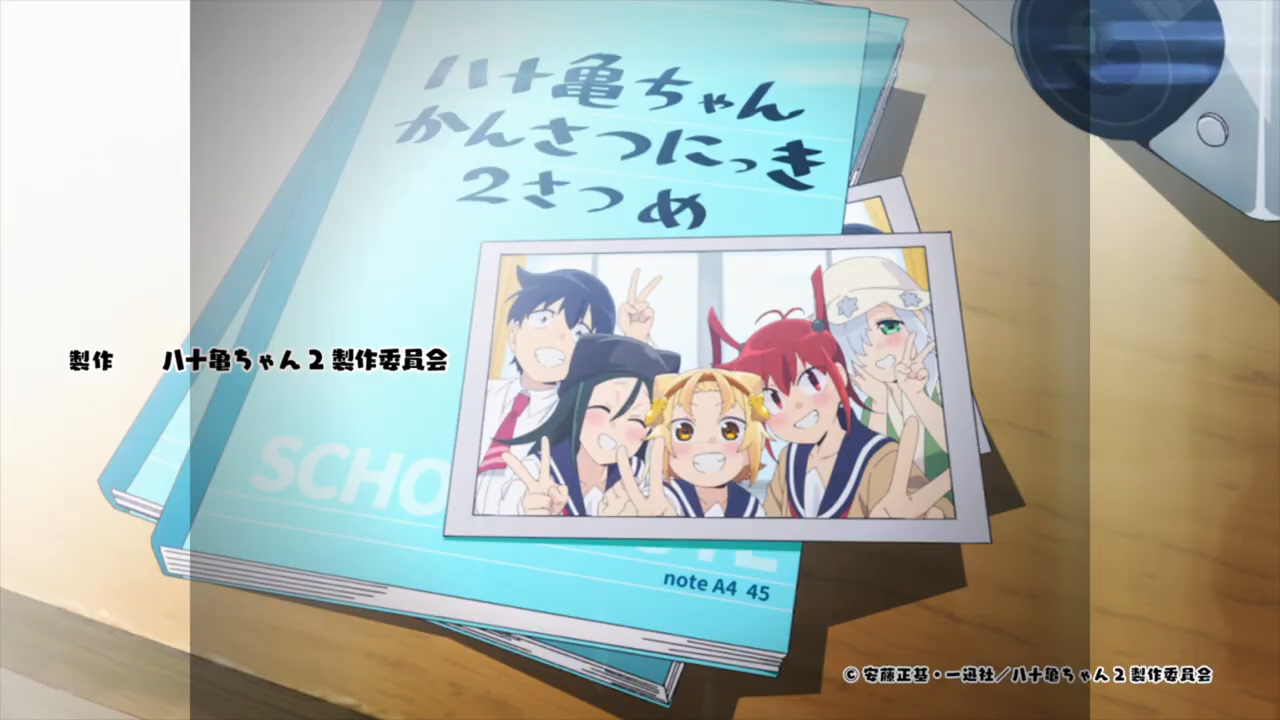 八十亀ちゃん
かんさつにっき
2さつめ
製作 八十亀ちゃん2製作委員会
SCHO
note A4 45
© 安藤正基・一迅社／八十亀ちゃん2製作委員会